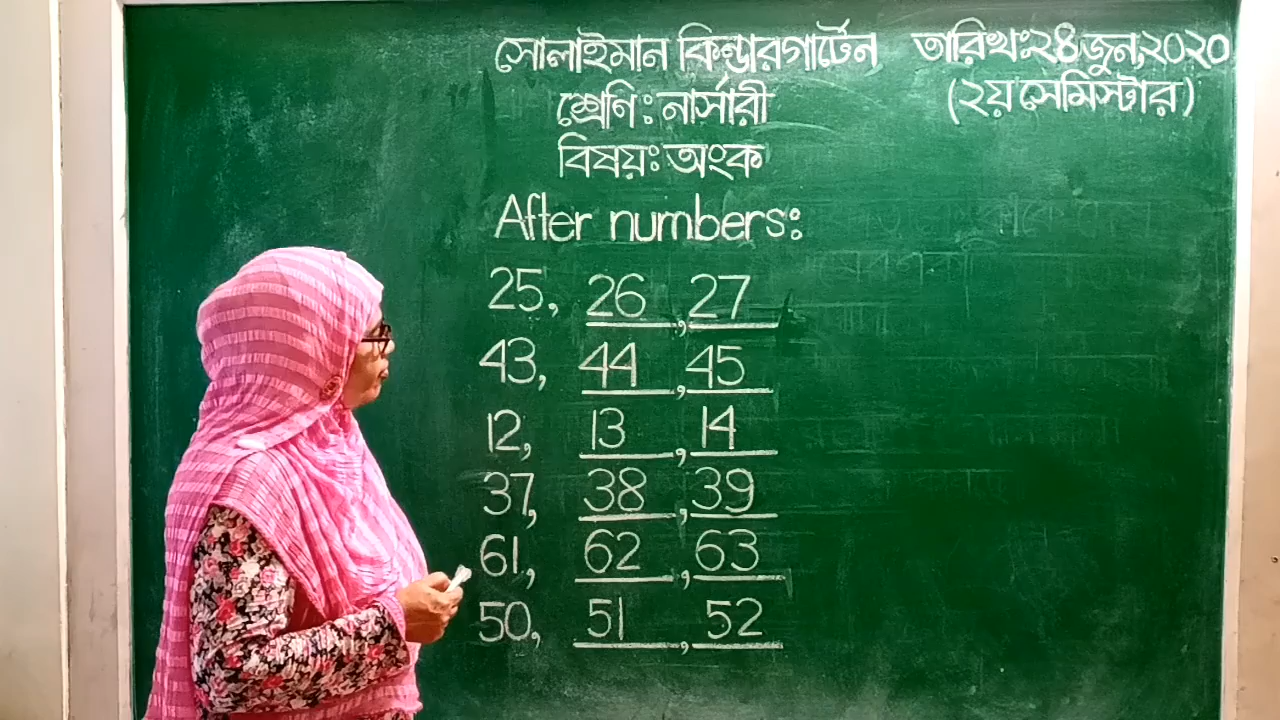 সোলাইমান কিন্ডারগার্টেন তারিখঃ২৪জুন,২০২০
শ্রেণি : নার্সারী (২য় সেমিস্টার)
বিষয়ঃ অংক
After numbers:
25, 26, 27
43, 44, 45
12, 13, 14
37, 38, 39
61, 62, 63
50, 51, 52